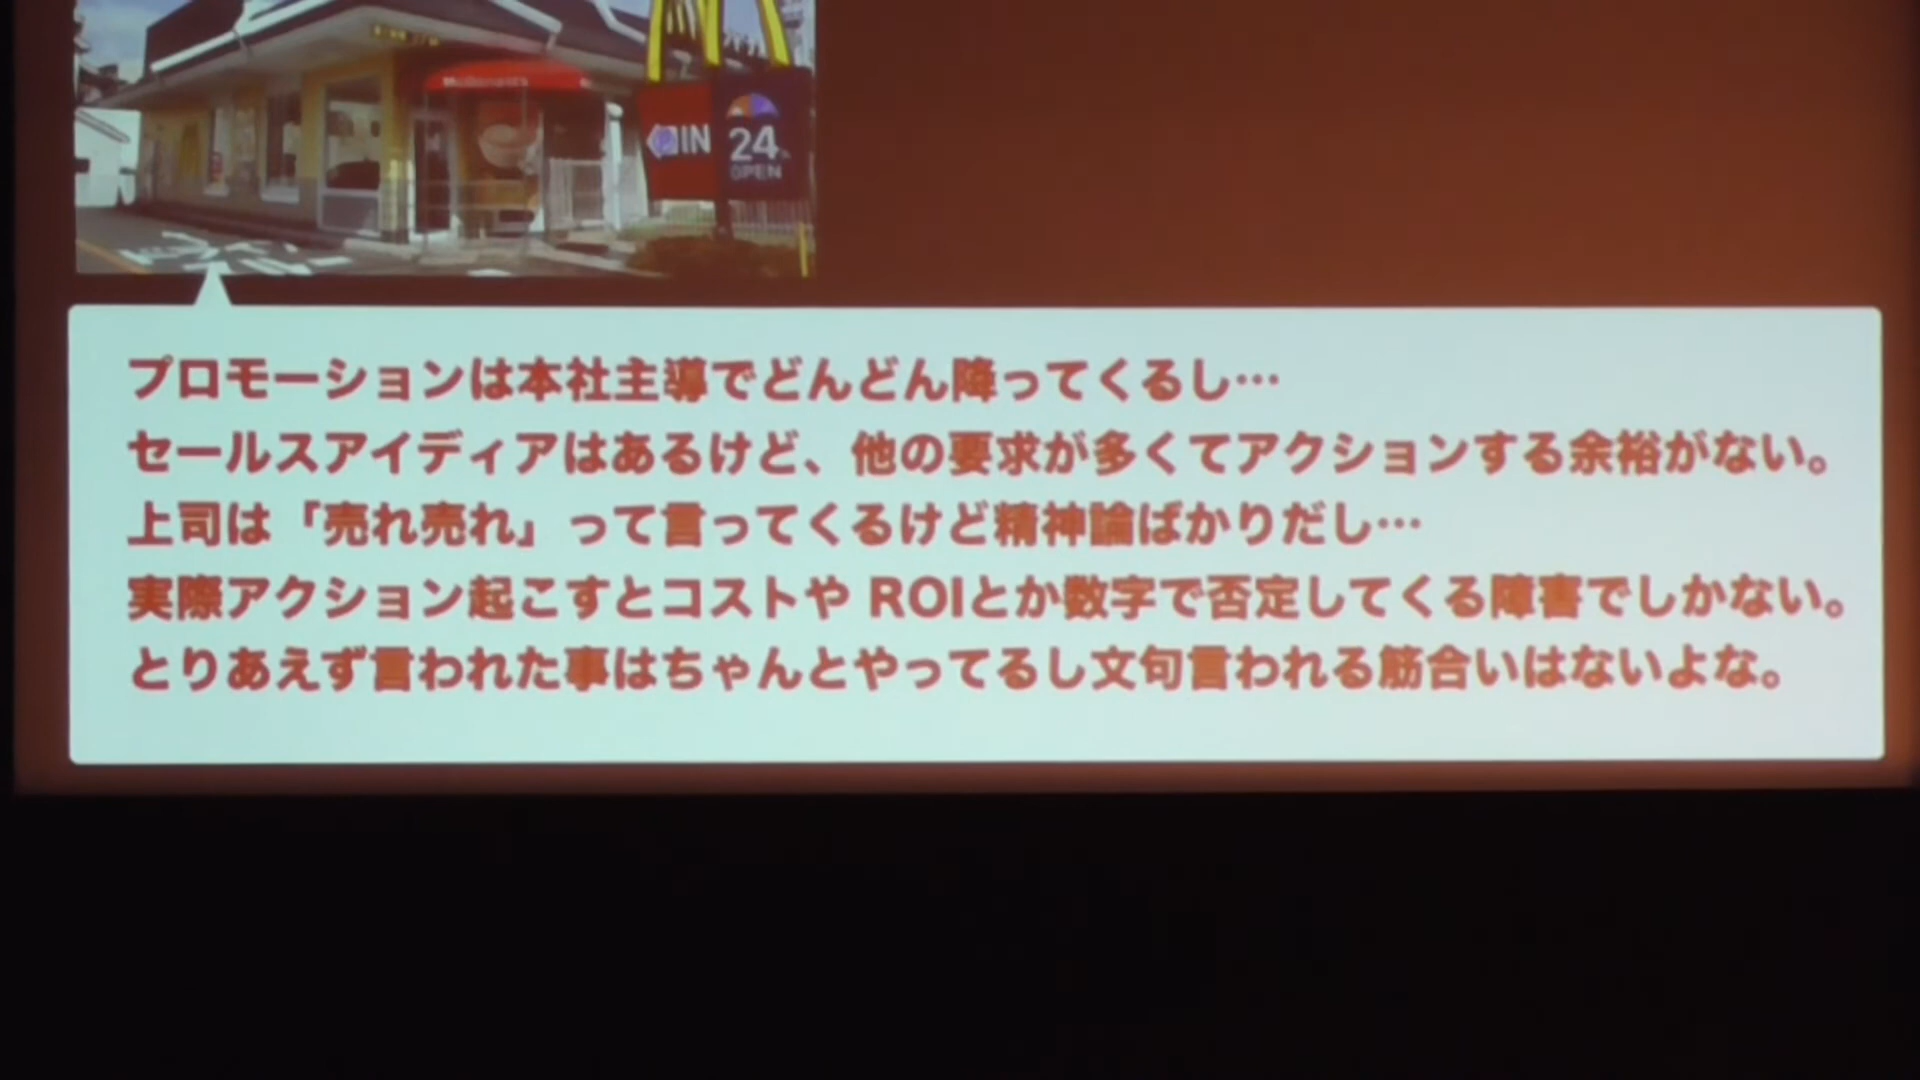 McDonald's
IN
24h
OPEN
プロモーションは本社主導でどんどん降ってくるし…
セールスアイディアはあるけど、他の要求が多くてアクションする余裕がない。
上司は「売れ売れ」って言ってくるけど精神論ばかりだし…
実際アクション起こすとコストや ROIとか数字で否定してくる障害でしかない。
とりあえず言われた事はちゃんとやってるし文句言われる筋合いはないよな。